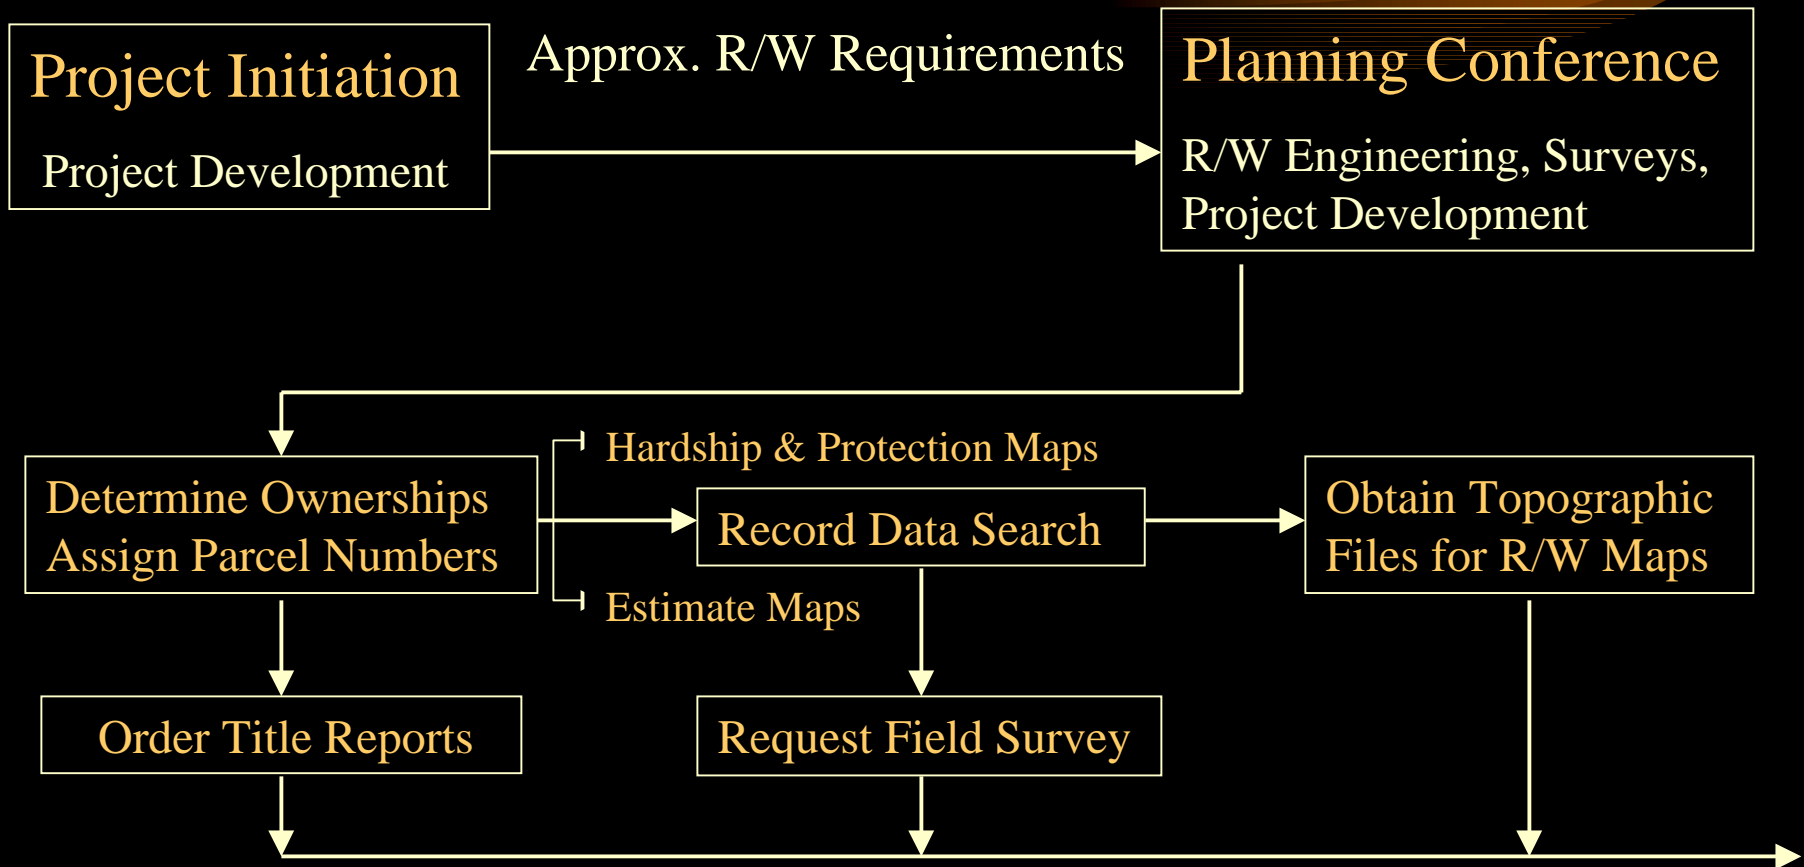 Project Initiation
Project Development
Approx. R/W Requirements
Planning Conference
R/W Engineering, Surveys,
Project Development
Determine Ownerships
Assign Parcel Numbers
Hardship & Protection Maps
Estimate Maps
Record Data Search
Obtain Topographic
Files for R/W Maps
Order Title Reports
Request Field Survey